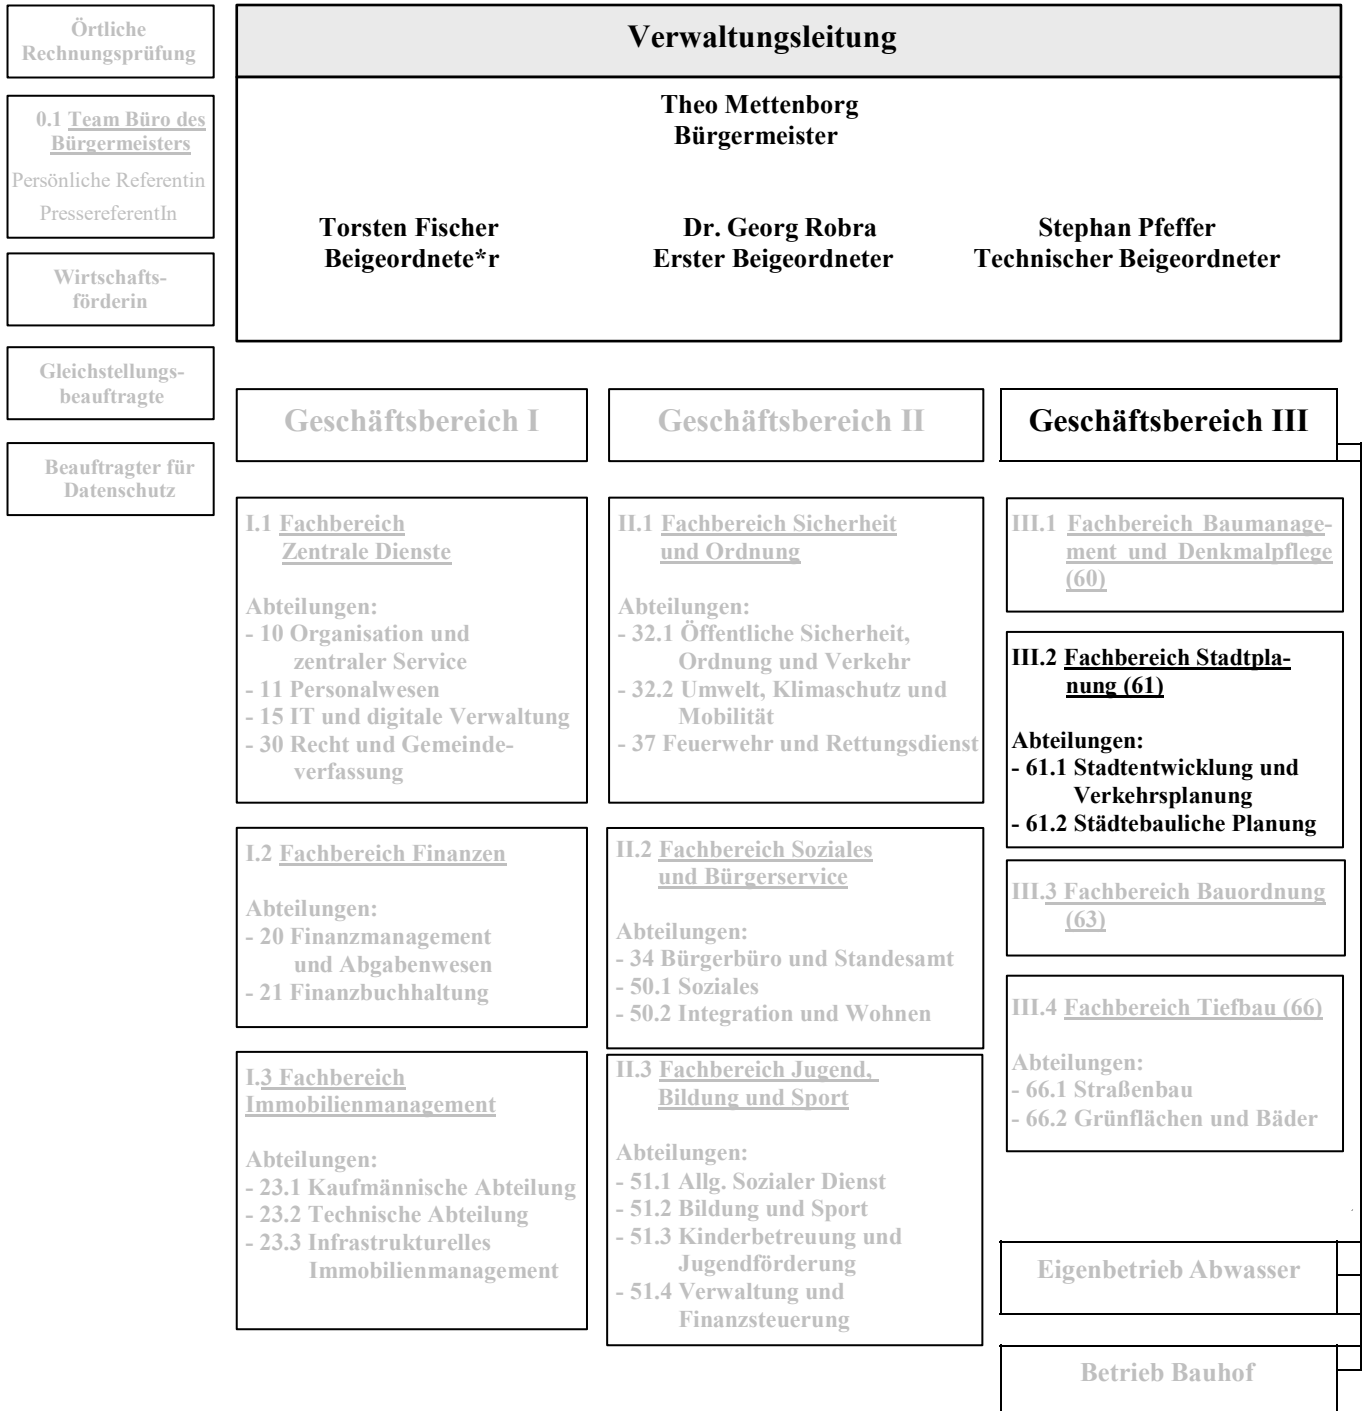 Örtliche
Rechnungsprüfung
0.1 Team Büro des
Bürgermeisters
Persönliche Referentin
PressereferentIn
Wirtschafts-
förderin
Gleichstellungs-
beauftragte
Beauftragter für
Datenschutz
Verwaltungsleitung
Theo Mettenborg
Bürgermeister
Torsten Fischer
Beigeordnete*r
Dr. Georg Robra
Erster Beigeordneter
Stephan Pfeffer
Technischer Beigeordneter
Geschäftsbereich I
I.1 Fachbereich
Zentrale Dienste
Abteilungen:
- 10 Organisation und
zentraler Service
- 11 Personalwesen
- 15 IT und digitale Verwaltung
- 30 Recht und Gemeinde-
verfassung
I.2 Fachbereich Finanzen
Abteilungen:
- 20 Finanzmanagement
und Abgabenwesen
- 21 Finanzbuchhaltung
I.3 Fachbereich
Immobilienmanagement
Abteilungen:
- 23.1 Kaufmännische Abteilung
- 23.2 Technische Abteilung
- 23.3 Infrastrukturelles
Immobilienmanagement
Geschäftsbereich II
II.1 Fachbereich Sicherheit
und Ordnung
Abteilungen:
- 32.1 Öffentliche Sicherheit,
Ordnung und Verkehr
- 32.2 Umwelt, Klimaschutz und
Mobilität
- 37 Feuerwehr und Rettungsdienst
II.2 Fachbereich Soziales
und Bürgerservice
Abteilungen:
- 34 Bürgerbüro und Standesamt
- 50.1 Soziales
- 50.2 Integration und Wohnen
II.3 Fachbereich Jugend,
Bildung und Sport
Abteilungen:
- 51.1 Allg. Sozialer Dienst
- 51.2 Bildung und Sport
- 51.3 Kinderbetreuung und
Jugendförderung
- 51.4 Verwaltung und
Finanzsteuerung
Geschäftsbereich III
III.1 Fachbereich Baumanage-
ment und Denkmalpflege
(60)
III.2 Fachbereich Stadtpla-
nung (61)
Abteilungen:
- 61.1 Stadtentwicklung und
Verkehrsplanung
- 61.2 Städtebauliche Planung
III.3 Fachbereich Bauordnung
(63)
III.4 Fachbereich Tiefbau (66)
Abteilungen:
- 66.1 Straßenbau
- 66.2 Grünflächen und Bäder
Eigenbetrieb Abwasser
Betrieb Bauhof